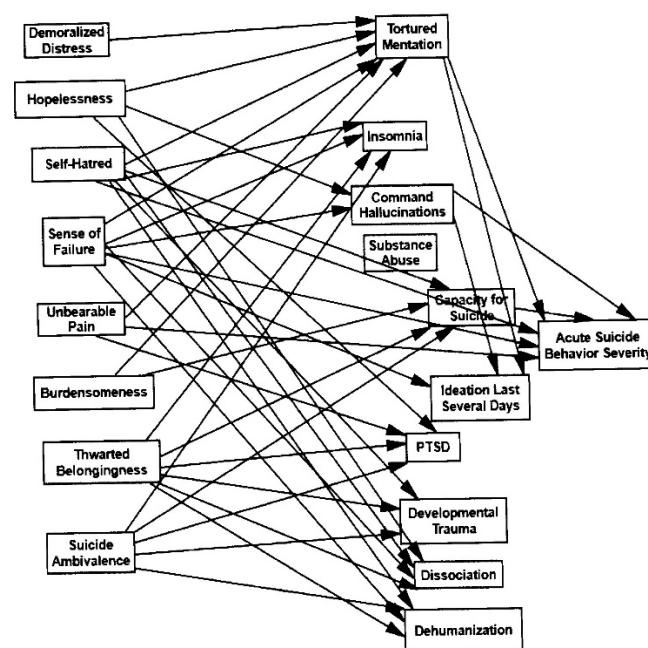 Demoralized
Distress
Hopelessness
Self-Hatred
Sense of
Failure
Unbearable
Pain
Burdensomeness
Thwarted
Belongingness
Suicide
Ambivalence
Tortured
Mentation
Insomnia
Command
Hallucinations
Substance
Abuse
Capacity for
Suicide
Ideation Last
Several Days
PTSD
Developmental
Trauma
Dissociation
Dehumanization
Acute Suicide
Behavior Severity